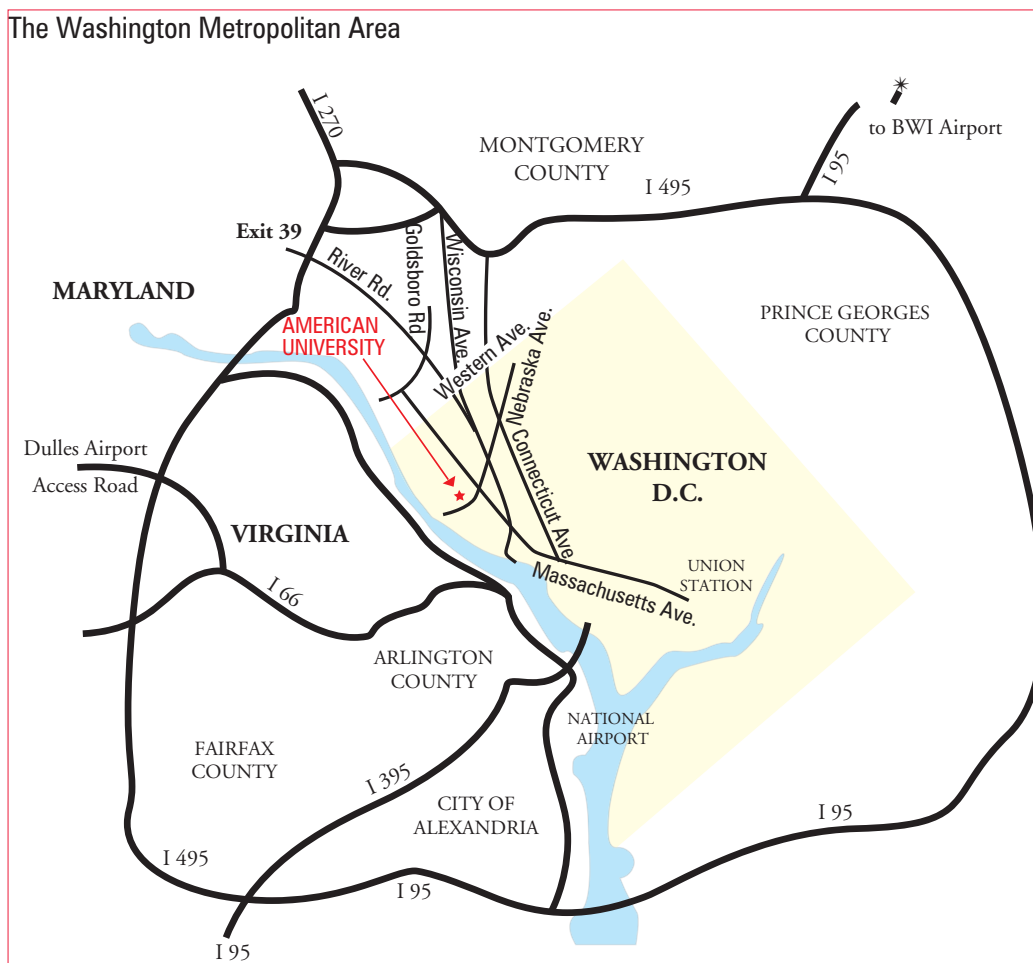 The Washington Metropolitan Area
I 270
to BWI Airport
MONTGOMERY
COUNTY
I 495
I 95
Exit 39
River Rd.
Goldsboro Rd
Wisconsin Ave.
MARYLAND
AMERICAN
UNIVERSITY
Western Ave.
Nebraska Ave.
PRINCE GEORGES
COUNTY
Connecticut Ave.
Dulles Airport
Access Road
WASHINGTON
D.C.
VIRGINIA
UNION
STATION
Massachusetts Ave.
I 66
ARLINGTON
COUNTY
NATIONAL
AIRPORT
FAIRFAX
COUNTY
I 395
CITY OF
ALEXANDRIA
I 95
I 495
I 95
I 95